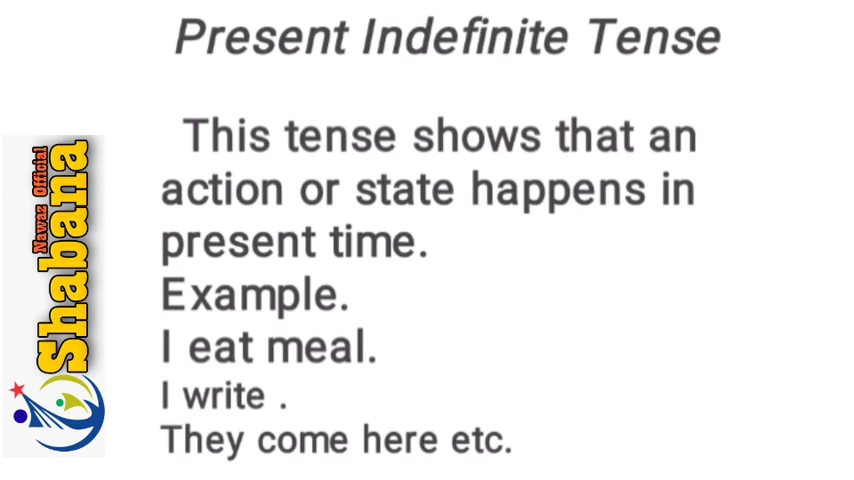 Present Indefinite Tense
This tense shows that an
action or state happens in
present time.
Example.
I eat meal.
I write .
They come here etc.
Nawaz Official
Shabana